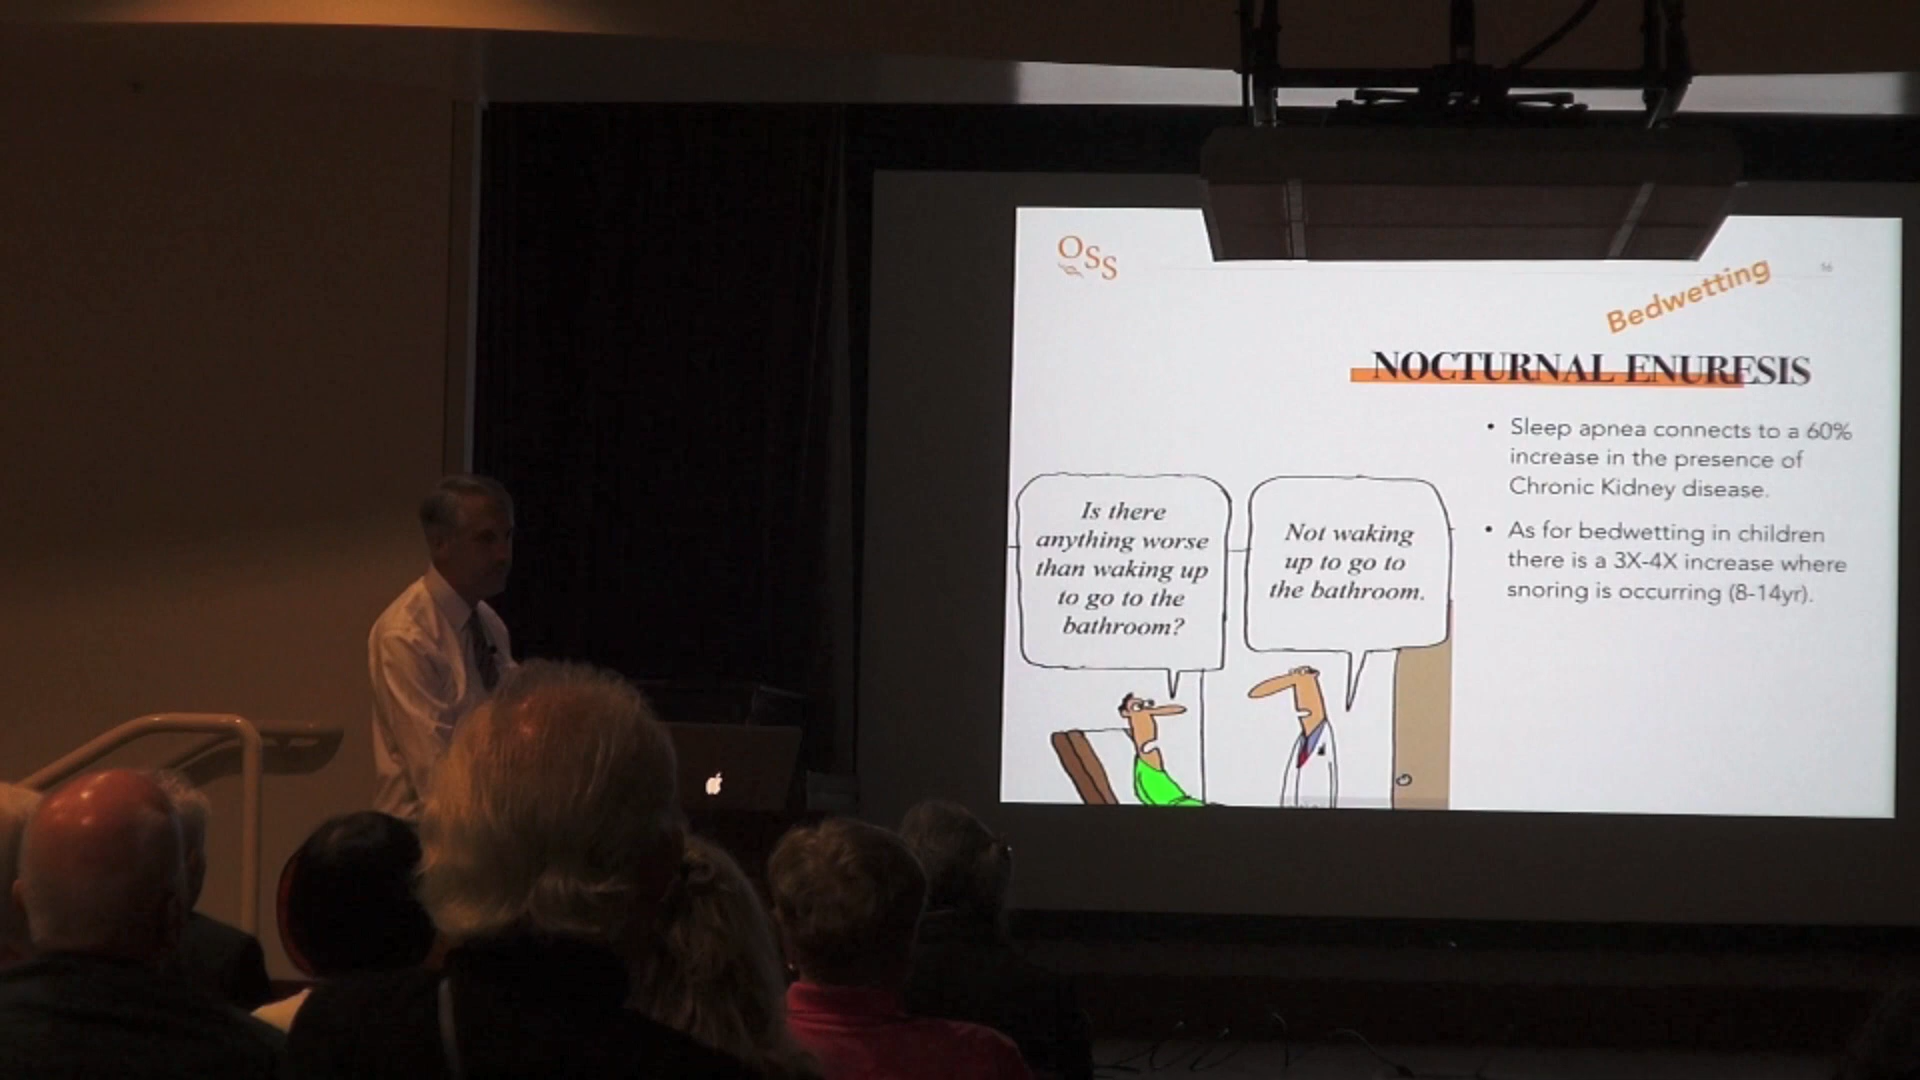 OSS
16
Bedwetting
NOCTURNAL ENURESIS
• Sleep apnea connects to a 60%
increase in the presence of
Chronic Kidney disease.
• As for bedwetting in children
there is a 3X-4X increase where
snoring is occurring (8-14yr).
Is there
anything worse
than waking up
to go to the
bathroom?
Not waking
up to go to
the bathroom.